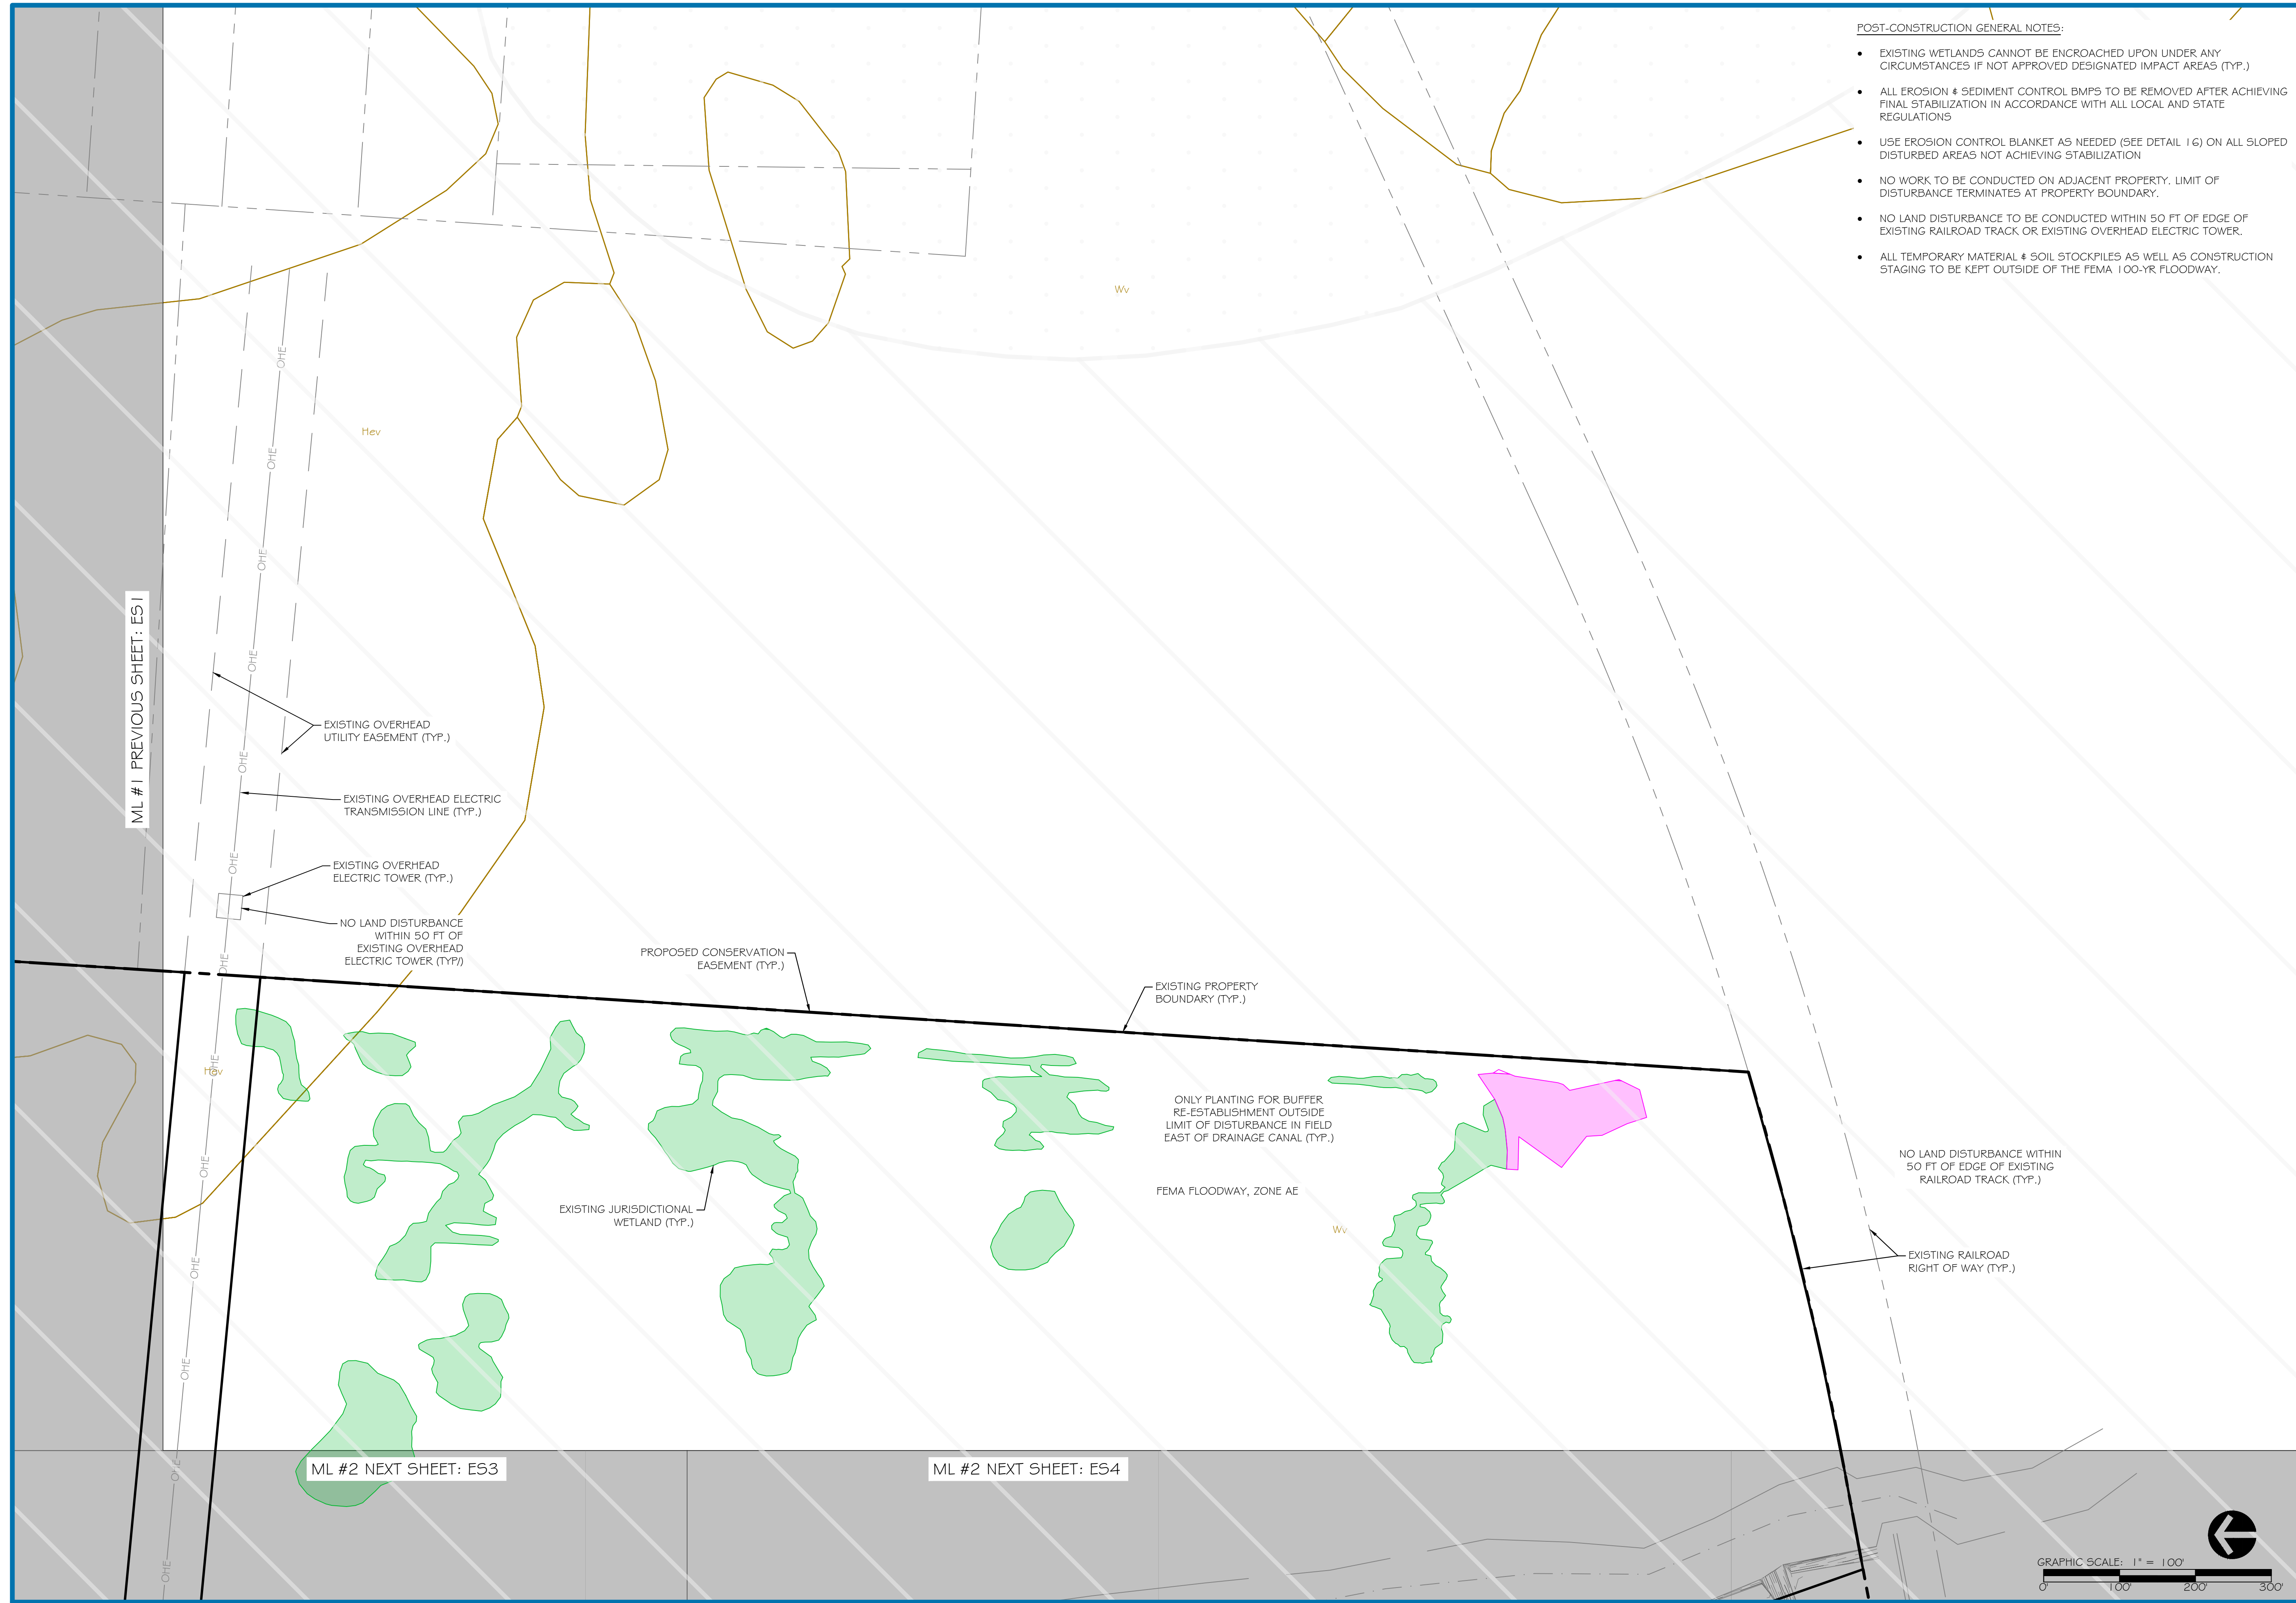 POST-CONSTRUCTION GENERAL NOTES:
• EXISTING WETLANDS CANNOT BE ENCROACHED UPON UNDER ANY
CIRCUMSTANCES IF NOT APPROVED DESIGNATED IMPACT AREAS (TYP.)
• ALL EROSION & SEDIMENT CONTROL BMPS TO BE REMOVED AFTER ACHIEVING
FINAL STABILIZATION IN ACCORDANCE WITH ALL LOCAL AND STATE
REGULATIONS
• USE EROSION CONTROL BLANKET AS NEEDED (SEE DETAIL 16) ON ALL SLOPED
DISTURBED AREAS NOT ACHIEVING STABILIZATION
• NO WORK TO BE CONDUCTED ON ADJACENT PROPERTY. LIMIT OF
DISTURBANCE TERMINATES AT PROPERTY BOUNDARY.
• NO LAND DISTURBANCE TO BE CONDUCTED WITHIN 50 FT OF EDGE OF
EXISTING RAILROAD TRACK OR EXISTING OVERHEAD ELECTRIC TOWER.
• ALL TEMPORARY MATERIAL & SOIL STOCKPILES AS WELL AS CONSTRUCTION
STAGING TO BE KEPT OUTSIDE OF THE FEMA 100-YR FLOODWAY.
Wv
Hev
OHE
OHE
OHE
OHE
OHE
OHE
OHE
OHE
OHE
OHE
OHE
OHE
OHE
ML #1 PREVIOUS SHEET: ES1
EXISTING OVERHEAD
UTILITY EASEMENT (TYP.)
EXISTING OVERHEAD ELECTRIC
TRANSMISSION LINE (TYP.)
EXISTING OVERHEAD
ELECTRIC TOWER (TYP.)
NO LAND DISTURBANCE
WITHIN 50 FT OF
EXISTING OVERHEAD
ELECTRIC TOWER (TYP/)
PROPOSED CONSERVATION
EASEMENT (TYP.)
EXISTING PROPERTY
BOUNDARY (TYP.)
Hev
ONLY PLANTING FOR BUFFER
RE-ESTABLISHMENT OUTSIDE
LIMIT OF DISTURBANCE IN FIELD
EAST OF DRAINAGE CANAL (TYP.)
FEMA FLOODWAY, ZONE AE
EXISTING JURISDICTIONAL
WETLAND (TYP.)
Wv
NO LAND DISTURBANCE WITHIN
50 FT OF EDGE OF EXISTING
RAILROAD TRACK (TYP.)
EXISTING RAILROAD
RIGHT OF WAY (TYP.)
ML #2 NEXT SHEET: ES3
ML #2 NEXT SHEET: ES4
GRAPHIC SCALE: 1" = 100'
0' 100' 200' 300'